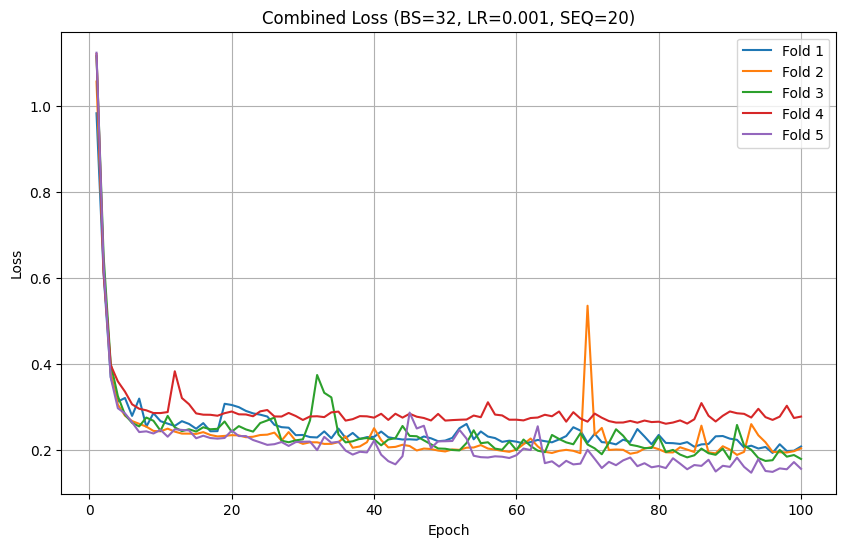 Combined Loss (BS=32, LR=0.001, SEQ=20)
Fold 1
Fold 2
Fold 3
Fold 4
Fold 5
1.0
0.8
0.6
0.4
0.2
Loss
0 20 40 60 80 100
Epoch